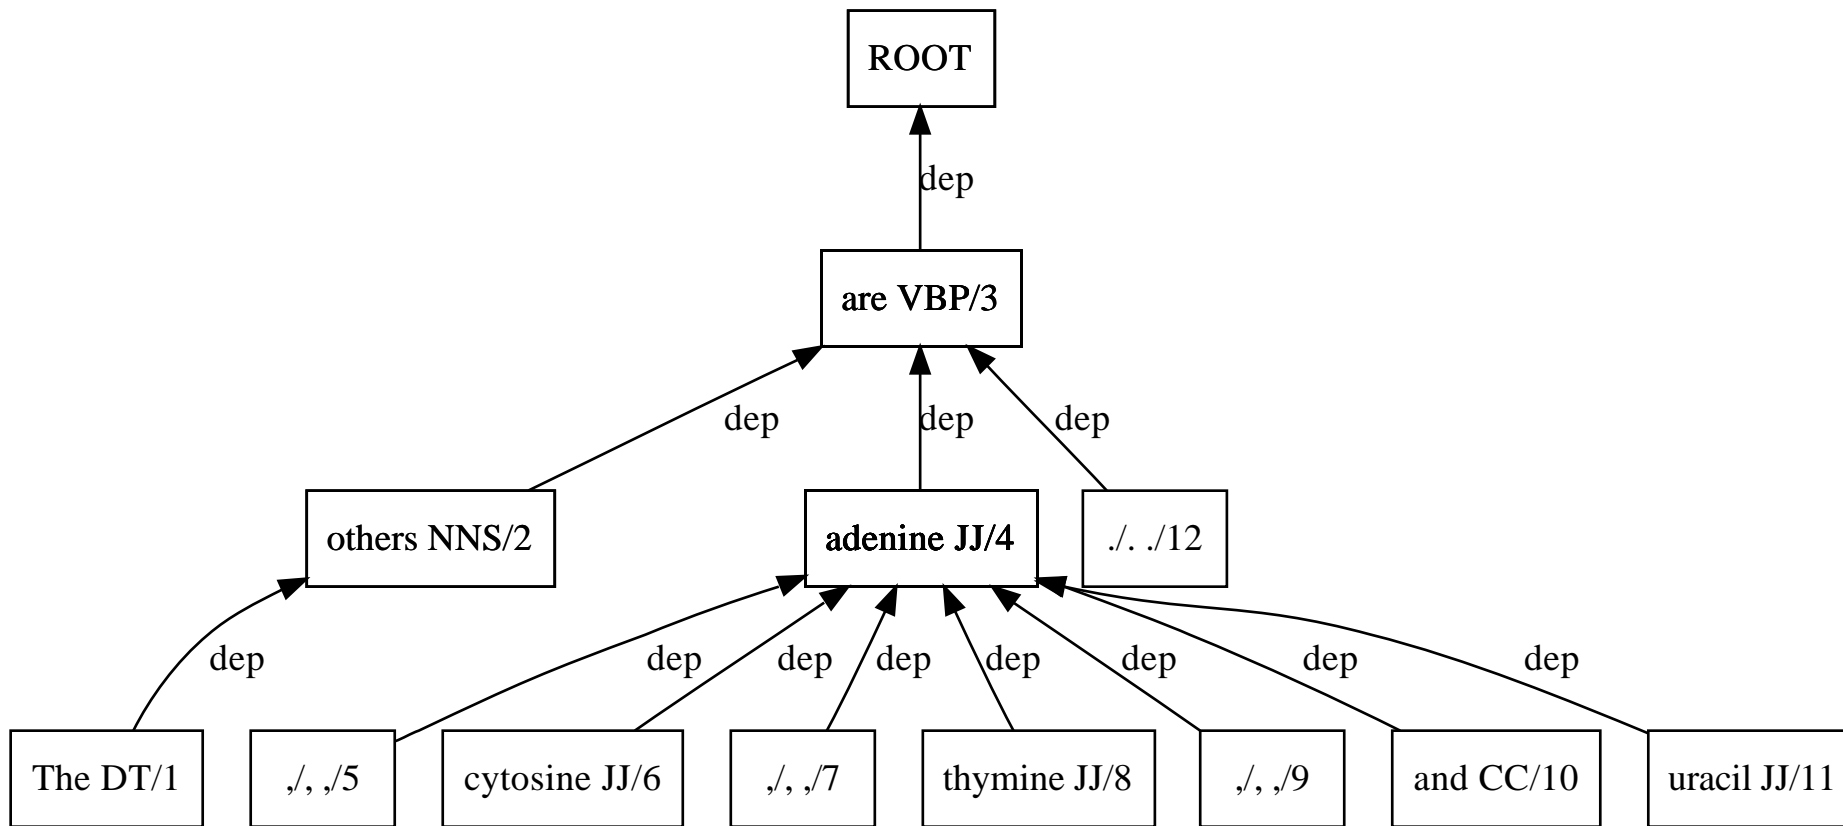 ROOT
dep
are VBP/3
dep dep dep
others NNS/2 adenine JJ/4 ./. ./12
dep dep dep dep dep dep dep dep
The DT/1 ,/, ,/5 cytosine JJ/6 ,/, ,/7 thymine JJ/8 ,/, ,/9 and CC/10 uracil JJ/11